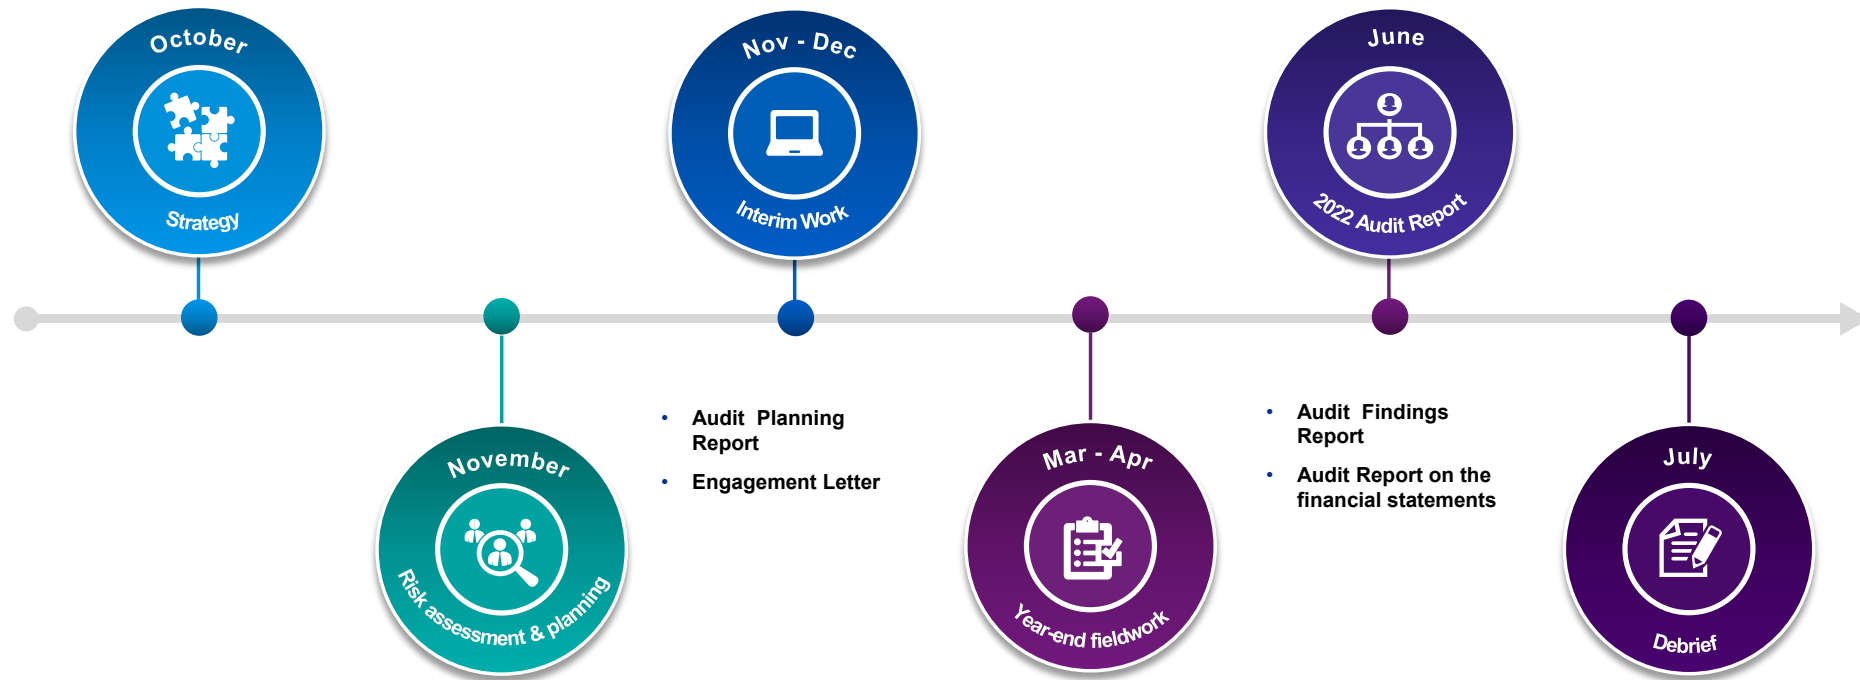 October
Strategy
Nov - Dec
Interim Work
June
2022 Audit Report
November
Risk assessment & planning
• Audit Planning
Report
• Engagement Letter
Mar - Apr
Year-end fieldwork
• Audit Findings
Report
• Audit Report on the
financial statements
July
Debrief